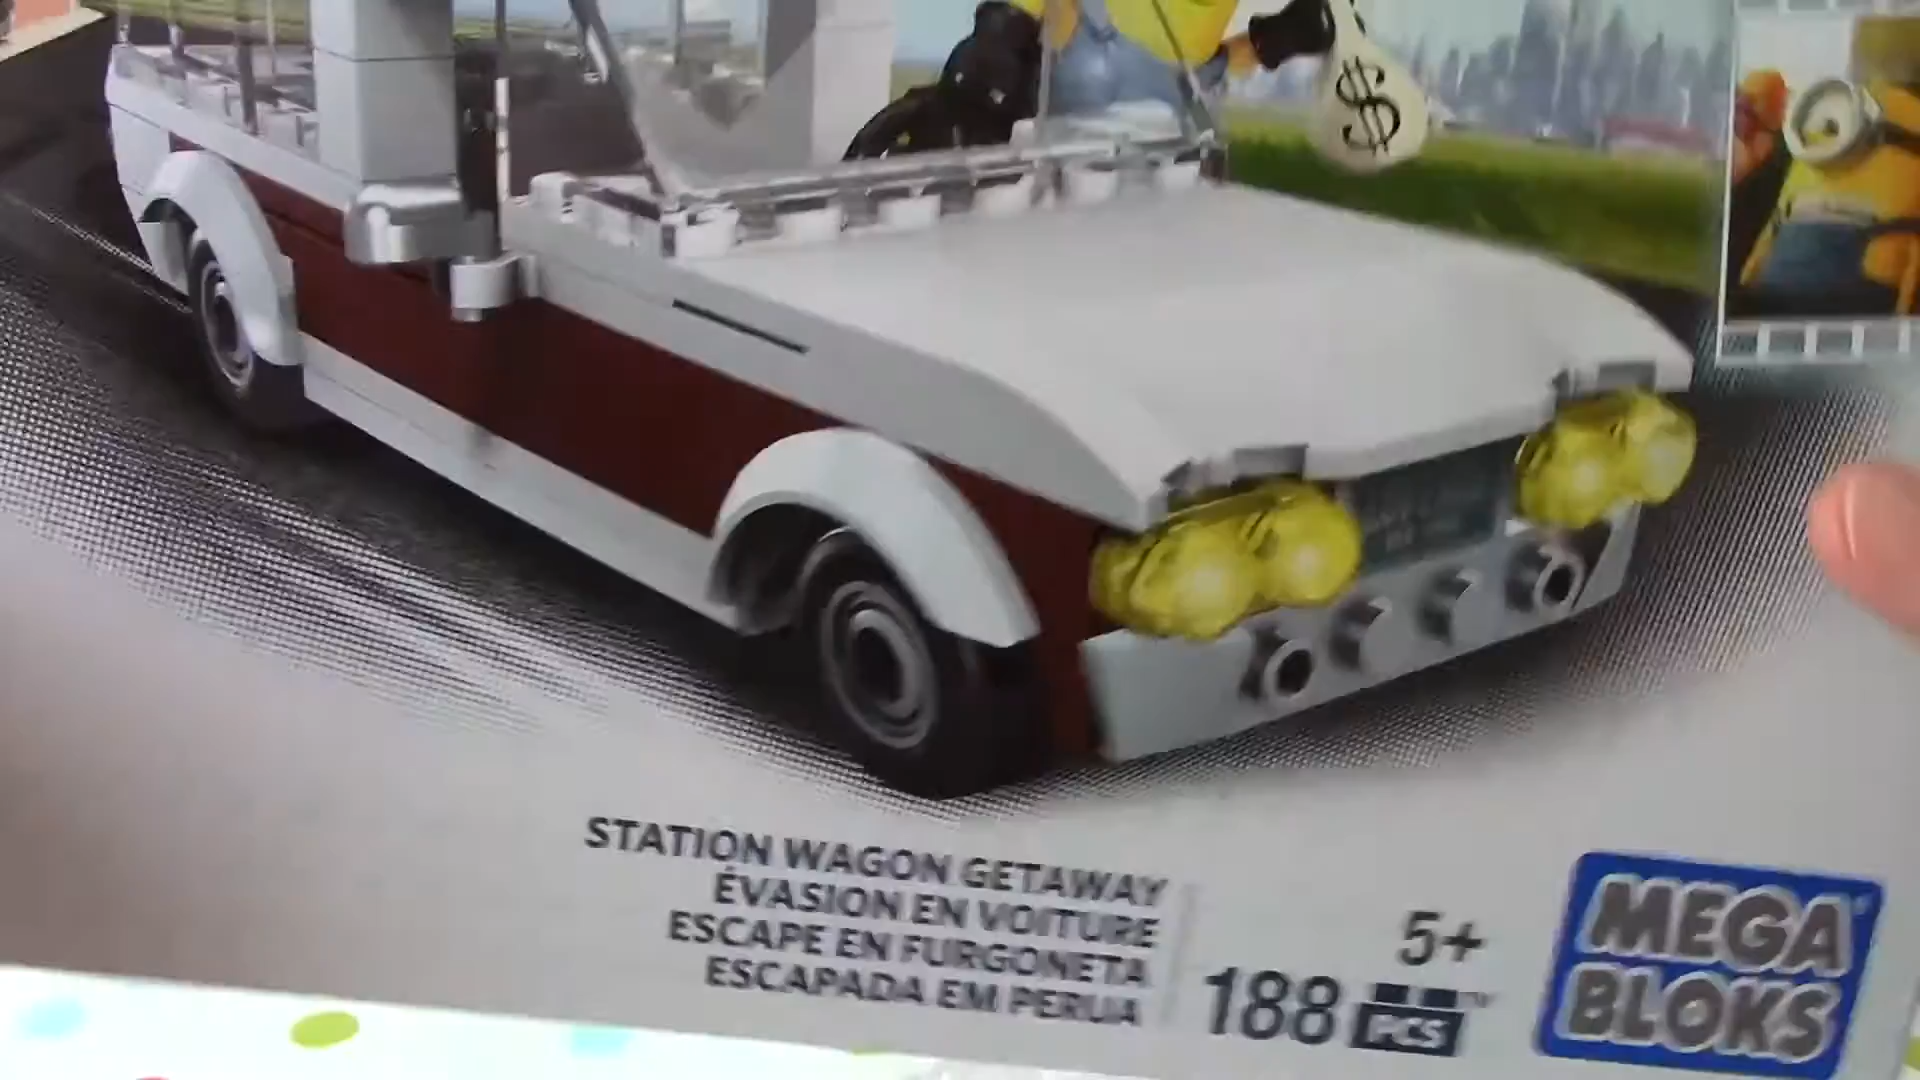 $
STATION WAGON GETAWAY
ÉVASION EN VOITURE
ESCAPE EN FURGONETA
ESCAPADA EM PERUA
5+
188 PCS
MEGA
BLOKS